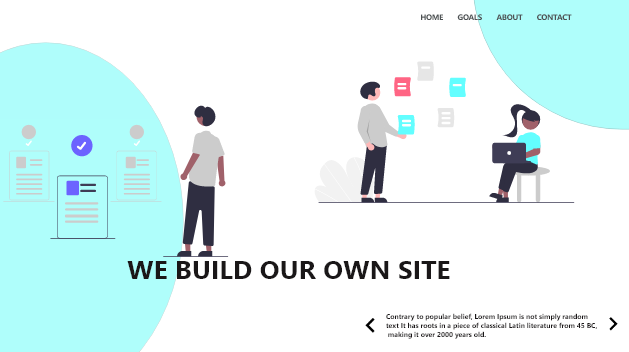 HOME GOALS ABOUT CONTACT
WE BUILD OUR OWN SITE
Contrary to popular belief, Lorem Ipsum is not simply random
text It has roots in a piece of classical Latin literature from 45 BC,
making it over 2000 years old.